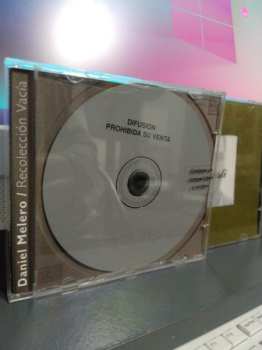 Daniel Melero / Recolección Vacía
DIFUSION
PROHIBIDA SU VENTA